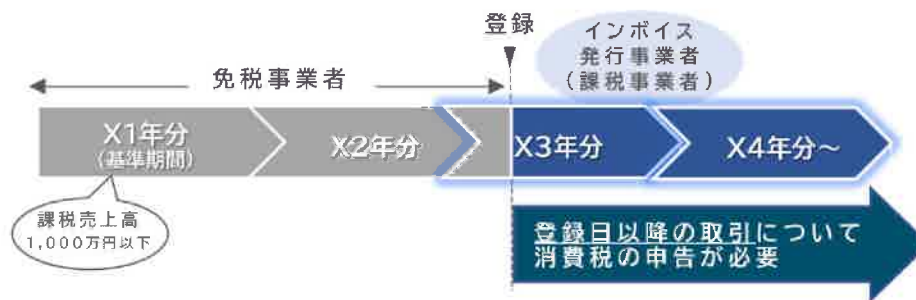 登録
インボイス
発行事業者
(課税事業者)
免税事業者
X1年分
(基準期間)
X2年分
X3年分
X4年分～
課税売上高
1,000万円以下
登録日以降の取引について
消費税の申告が必要